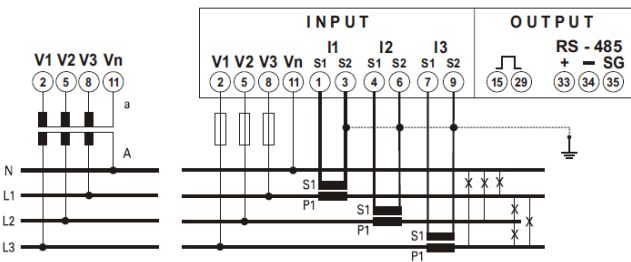 INPUT OUTPUT
I1 I2 I3 RS - 485
V1 V2 V3 Vn V1 V2 V3 Vn S1 S2 S1 S2 S1 S2 + − SG
2 5 8 11 2 5 8 11 1 3 4 6 7 9 15 29 33 34 35
a
A
N
S1
L1
P1
S1
L2
P1
S1
L3
P1